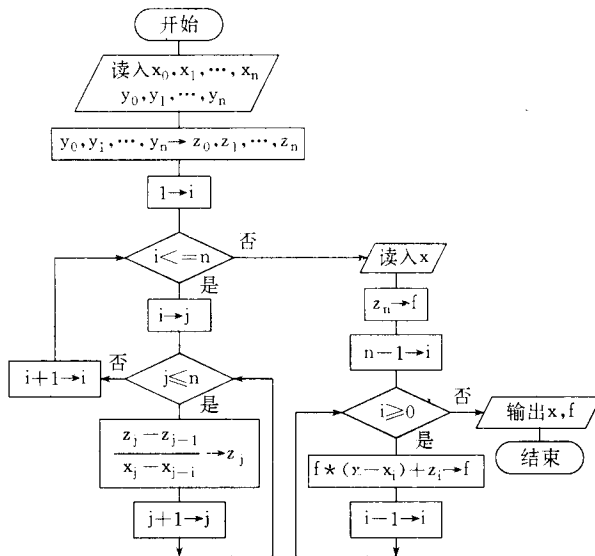 开始
读入x₀,x₁,…,xₙ
y₀,y₁,…,yₙ
y₀,yᵢ,…,yₙ→z₀,z₁,…,zₙ
1→i
i<=n
否
是
读入x
i→j
zₙ→f
n−1→i
i+1→i
否
j≤n
是
i≥0
否
是
输出x,f
结束
zⱼ−zⱼ₋₁
xⱼ−xⱼ₋ᵢ
→zⱼ
f*(x−xᵢ)+zᵢ→f
j+1→j
i−1→i